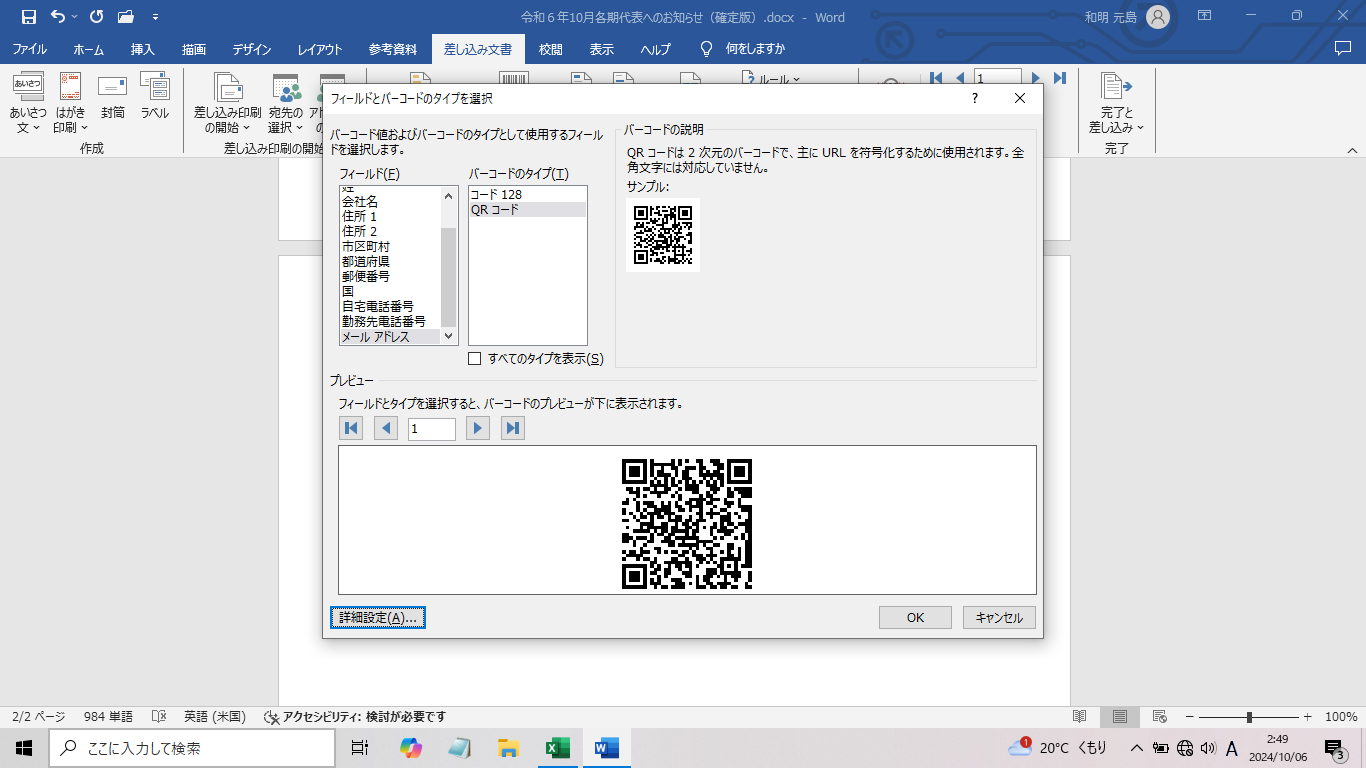 令和６年10月各期代表へのお知らせ（確定版）.docx - Word
和明 元島
ファイル ホーム 挿入 描画 デザイン レイアウト 参考資料 差し込み文書 校閲 表示 ヘルプ 何をしますか
あいさつ
ルール
1
あいさつ はがき 封筒 ラベル 差し込み印刷 宛先の 完了と
文 印刷 の開始 選択 差し込み
作成 差し込み印刷の開始 完了
フィールドとバーコードのタイプを選択
?
バーコード値およびバーコードのタイプとして使用するフィール
ドを選択します。
フィールド(F)
姓
会社名
住所 1
住所 2
市区町村
都道府県
郵便番号
国
自宅電話番号
勤務先電話番号
メール アドレス
バーコードのタイプ(T)
コード 128
QR コード
すべてのタイプを表示(S)
バーコードの説明
QR コードは 2 次元のバーコードで、主に URL を符号化するために使用されます。全
角文字には対応していません。
サンプル:
プレビュー
フィールドとタイプを選択すると、バーコードのプレビューが下に表示されます。
1
詳細設定(A)...
OK
キャンセル
2/2 ページ 984 単語 英語 (米国) アクセシビリティ: 検討が必要です
100%
ここに入力して検索
1
20°C くもり
A
2:49
2024/10/06
3